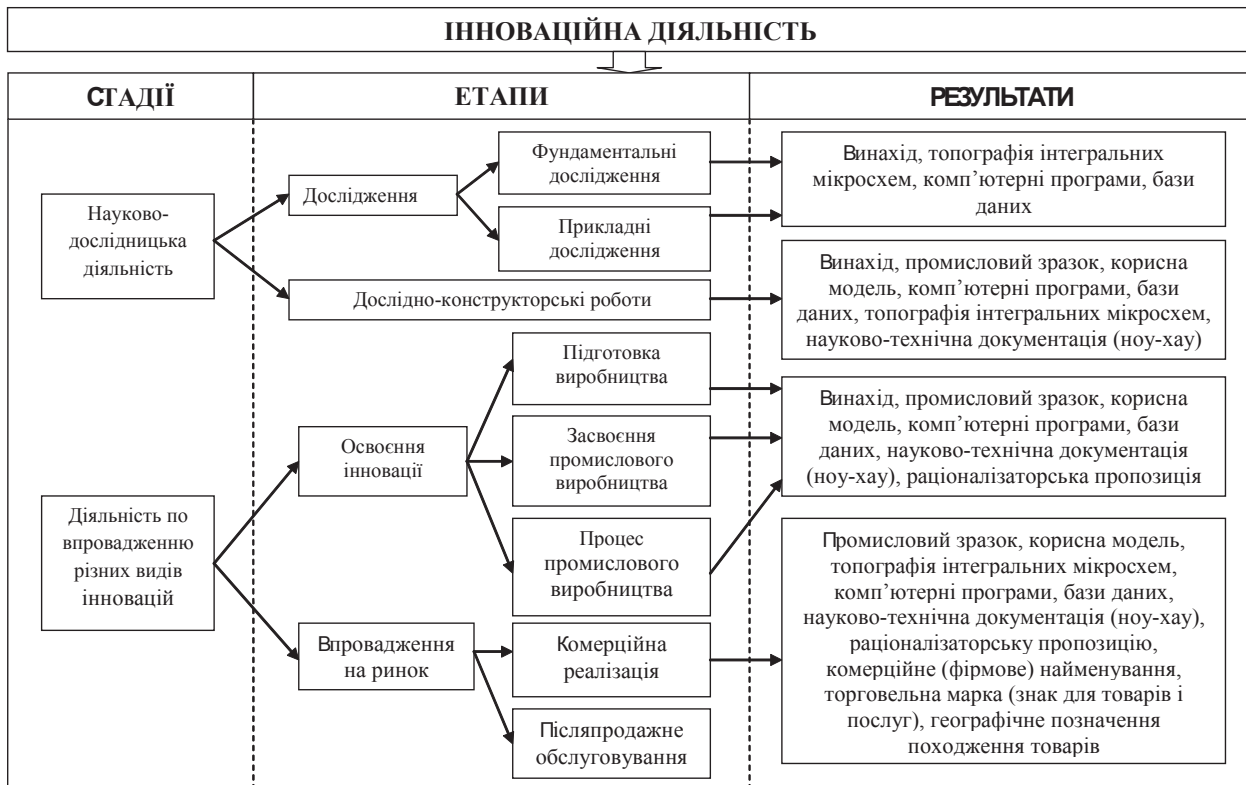 ІННОВАЦІЙНА ДІЯЛЬНІСТЬ
СТАДІЇ
ЕТАПИ
РЕЗУЛЬТАТИ
Науково-
дослідницька
діяльність
Дослідження
Фундаментальні
дослідження
Прикладні
дослідження
Винахід, топографія інтегральних
мікросхем, комп’ютерні програми, бази
даних
Дослідно-конструкторські роботи
Винахід, промисловий зразок, корисна
модель, комп’ютерні програми, бази
даних, топографія інтегральних мікросхем,
науково-технічна документація (ноу-хау)
Діяльність по
впровадженню
різних видів
інновацій
Освоєння
інновації
Підготовка
виробництва
Засвоєння
промислового
виробництва
Процес
промислового
виробництва
Винахід, промисловий зразок, корисна
модель, комп’ютерні програми, бази
даних, науково-технічна документація
(ноу-хау), раціоналізаторська пропозиція
Впровадження
на ринок
Комерційна
реалізація
Післяпродажне
обслуговування
Промисловий зразок, корисна модель,
топографія інтегральних мікросхем,
комп’ютерні програми, бази даних,
науково-технічна документація (ноу-хау),
раціоналізаторську пропозицію,
комерційне (фірмове) найменування,
торговельна марка (знак для товарів і
послуг), географічне позначення
походження товарів